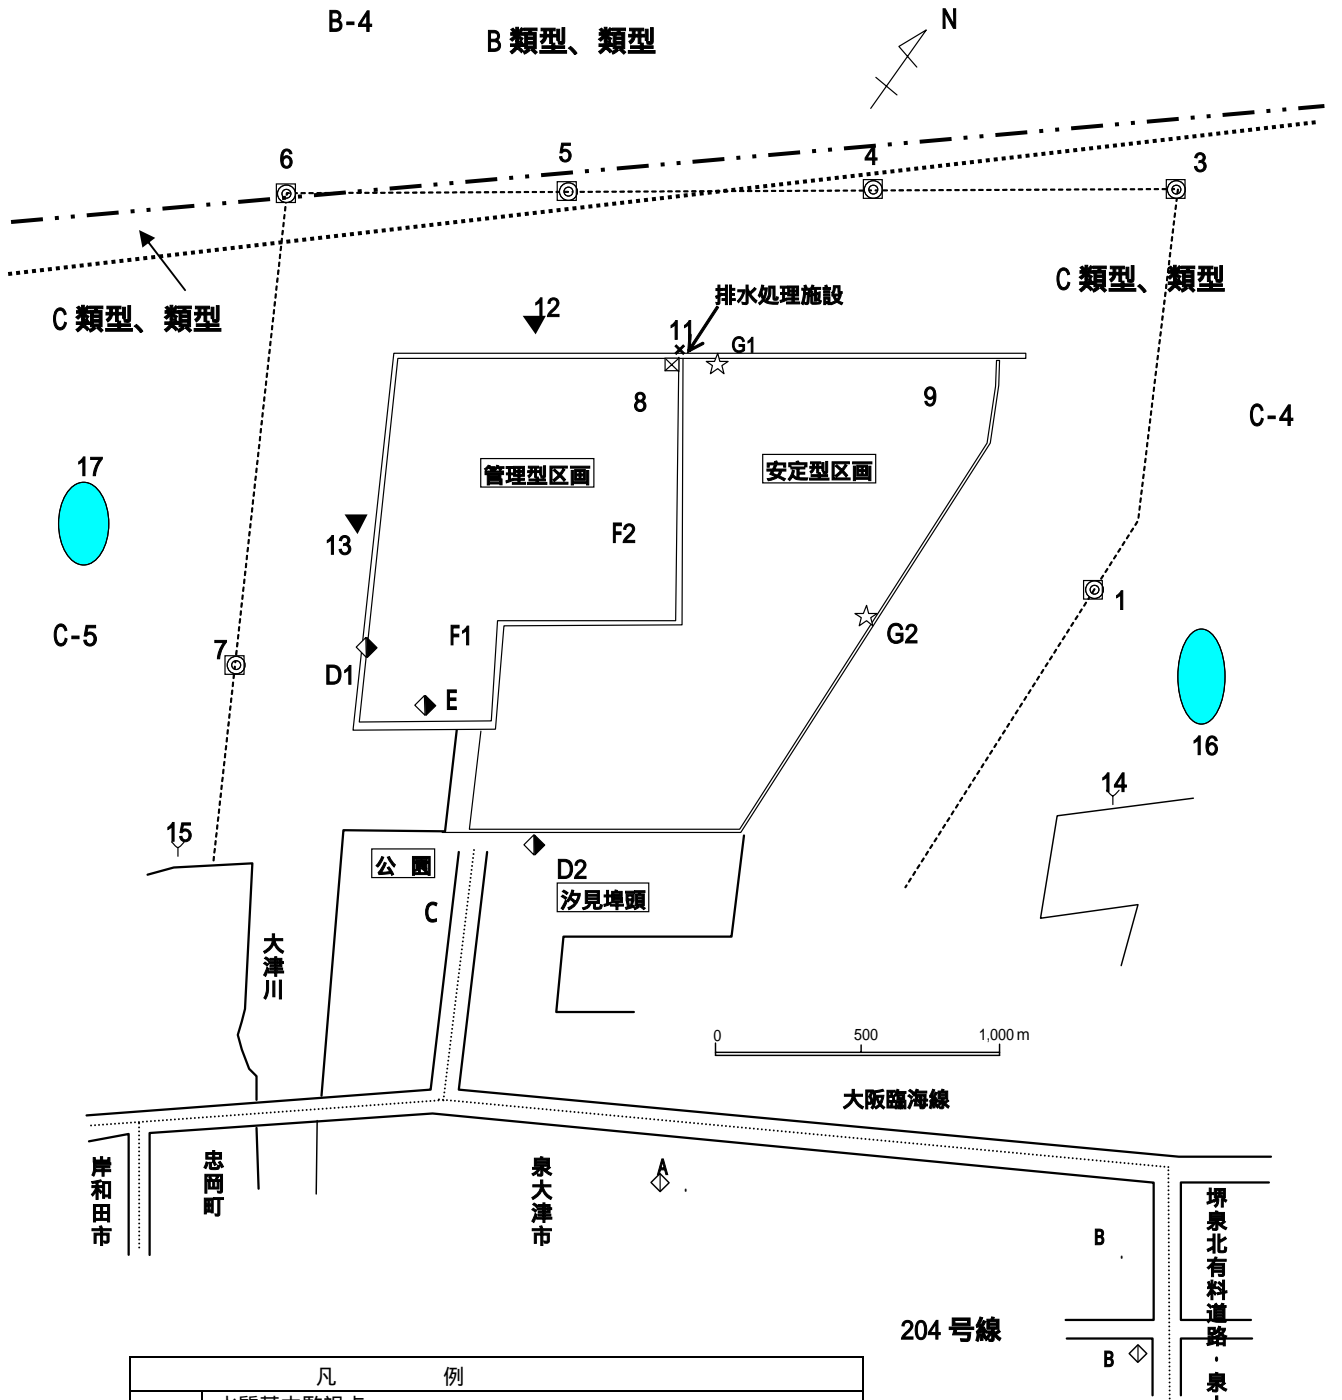 B-4
B 類型、類型
N
6
5
4
3
C 類型、類型
C 類型、類型
12
排水処理施設
11
G1
8
9
C-4
17
管理型区画
安定型区画
F2
13
C-5
F1
7
D1
E
G2
1
16
14
15
公 園
D2
汐見埠頭
C
大津川
0 500 1,000 m
大阪臨海線
岸和田市
忠岡町
泉大津市
A
堺泉北有料道路・泉
B
204 号線
B
凡 例